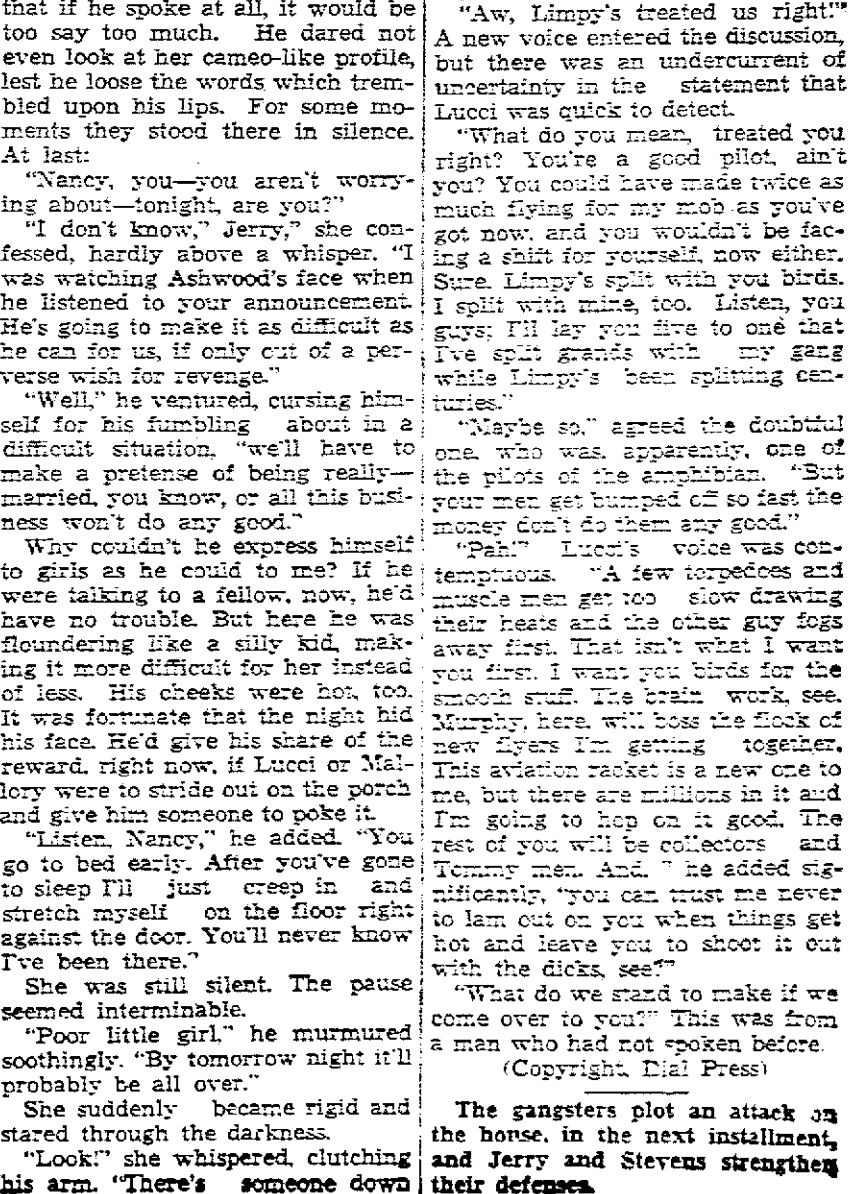 that if he spoke at all, it would be
too say too much. He dared not
even look at her cameo-like profile,
lest he loose the words which trem-
bled upon his lips. For some mo-
ments they stood there in silence.
At last:
"Nancy, you—you aren't worry-
ing about—tonight, are you?"
"I don't know," Jerry," she con-
fessed, hardly above a whisper. "I
was watching Ashwood's face when
he listened to your announcement.
He's going to make it as difficult as
he can for us, if only out of a per-
verse wish for revenge."
"Well," he ventured, cursing him-
self for his fumbling about in a
difficult situation, "we'll have to
make a pretense of being really—
married, you know, or all this busi-
ness won't do any good."
Why couldn't he express himself
to girls as he could to me? If he
were talking to a fellow, now, he'd
have no trouble. But here he was
floundering like a silly kid, mak-
ing it more difficult for her instead
of less. His cheeks were hot, too.
It was fortunate that the night hid
his face. He'd give his share of the
reward, right now, if Lucci or Mal-
lory were to stride out on the porch
and give him someone to poke it.
"Listen, Nancy," he added. "You
go to bed early. After you've gone
to sleep I'll just creep in and
stretch myself on the floor right
against the door. You'll never know
I've been there."
She was still silent. The pause
seemed interminable.
"Poor little girl," he murmured
soothingly. "By tomorrow night it'll
probably be all over."
She suddenly became rigid and
stared through the darkness.
"Look!" she whispered, clutching
his arm. "There's someone down
"Aw, Limpy's treated us right!"
A new voice entered the discussion,
but there was an undercurrent of
uncertainty in the statement that
Lucci was quick to detect.
"What do you mean, treated you
right? You're a good pilot, ain't
you? You could have made twice as
much flying for my mob as you've
got now, and you wouldn't be fac-
ing a shift for yourself, now either.
Sure. Limpy's split with you birds.
I split with mine, too. Listen, you
guys; I'll lay you five to one that
I've split grands with my gang
while Limpy's been splitting cen-
turies."
"Maybe so," agreed the doubtful
one, who was, apparently, one of
the pilots of the amphibian. "But
your men get bumped off so fast the
money don't do them any good."
"Pah!" Lucci's voice was con-
temptuous. "A few torpedoes and
muscle men get too slow drawing
their heats and the other guy fogs
away first. That isn't what I want
you first. I want you birds for the
smooth stuff. The brain work, see.
Murphy, here, will boss the flock of
new flyers I'm getting together.
This aviation racket is a new one to
me, but there are millions in it and
I'm going to hop on it good. The
rest of you will be collectors and
Tommy men. And, " he added sig-
nificantly, "you can trust me never
to lam out on you when things get
hot and leave you to shoot it out
with the dicks, see?"
"What do we stand to make if we
come over to you?" This was from
a man who had not spoken before.
(Copyright, Dial Press)
The gangsters plot an attack on
the house, in the next installment,
and Jerry and Stevens strengthen
their defenses.